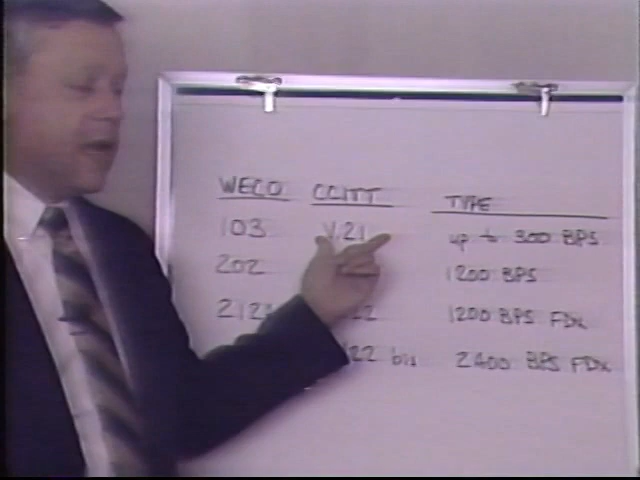 WECO CCITT TYPE
103 V.21 up to 300 BPS
202 1200 BPS
212 22 1200 BPS FDX
22 bis 2400 BPS FDX